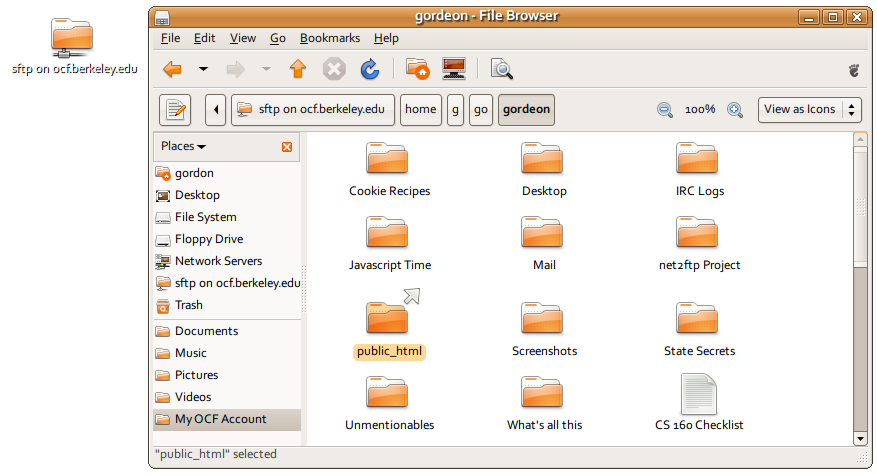 sftp on ocf.berkeley.edu
gordeon - File Browser
File Edit View Go Bookmarks Help
sftp on ocf.berkeley.edu home g go gordeon 100% View as Icons
Places
gordon
Desktop
File System
Floppy Drive
Network Servers
sftp on ocf.berkeley.edu
Trash
Documents
Music
Pictures
Videos
My OCF Account
Cookie Recipes Desktop IRC Logs
Javascript Time Mail net2ftp Project
public_html Screenshots State Secrets
Unmentionables What's all this CS 160 Checklist
"public_html" selected